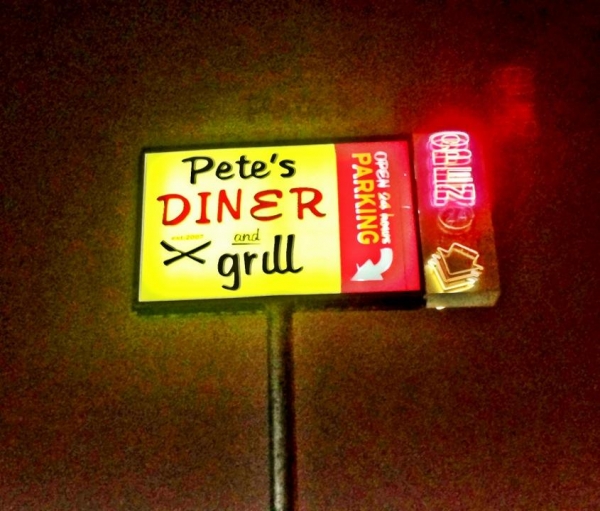 Pete's
DINER
and
grill
OPEN 24 hours
PARKING